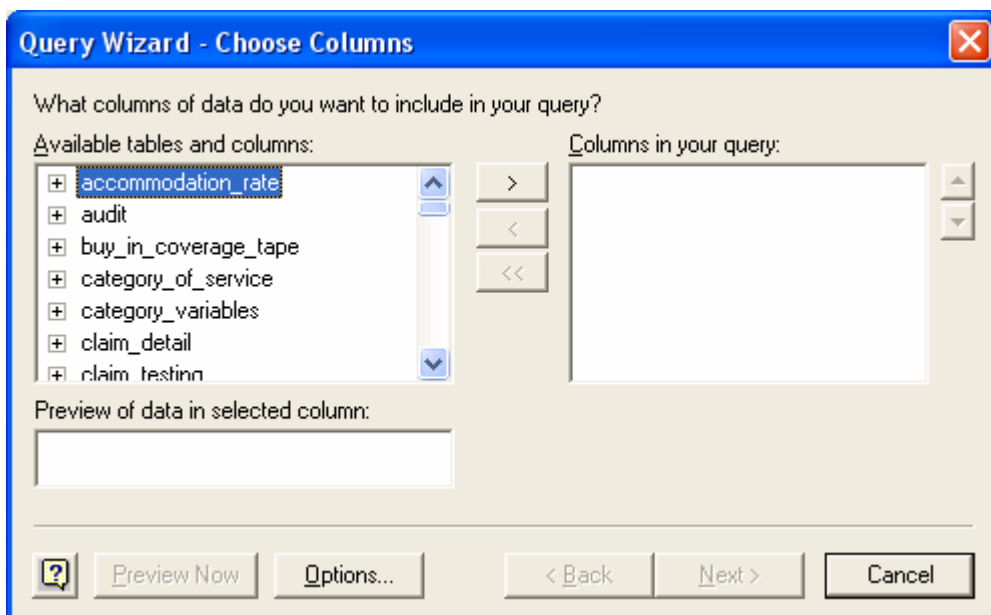 Query Wizard - Choose Columns
What columns of data do you want to include in your query?
Available tables and columns:
Columns in your query:
accommodation_rate
audit
buy_in_coverage_tape
category_of_service
category_variables
claim_detail
claim_testing
>
<
<<
Preview of data in selected column:
?
Preview Now
Options...
< Back
Next >
Cancel